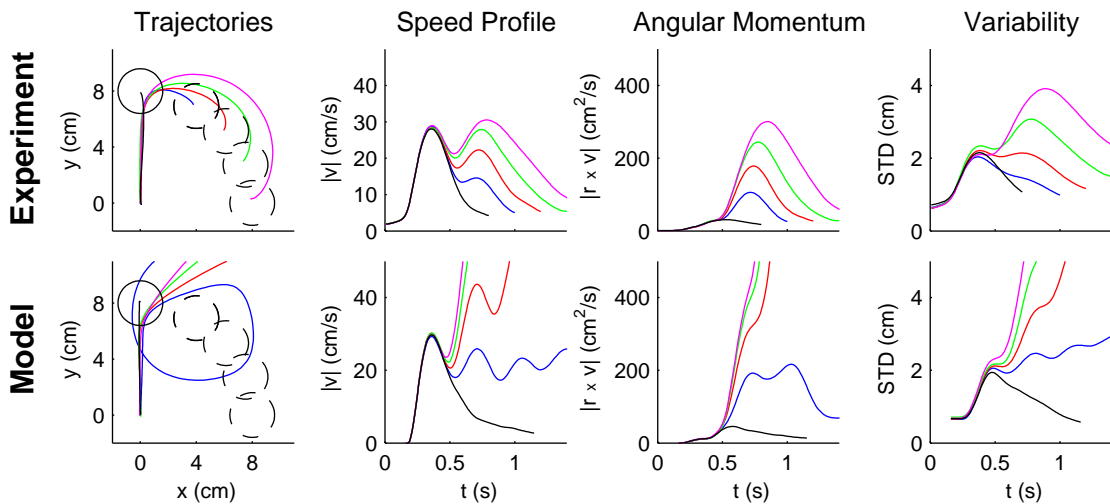 Trajectories Speed Profile Angular Momentum Variability
Experiment
y (cm)
8
4
0
|v| (cm/s)
40
30
20
10
0
|r x v| (cm²/s)
400
200
0
STD (cm)
4
2
0
Model
y (cm)
8
4
0
x (cm)
0 4 8
|v| (cm/s)
40
20
0
t (s)
0 0.5 1
|r x v| (cm²/s)
400
200
0
t (s)
0 0.5 1
STD (cm)
4
2
0
t (s)
0 0.5 1